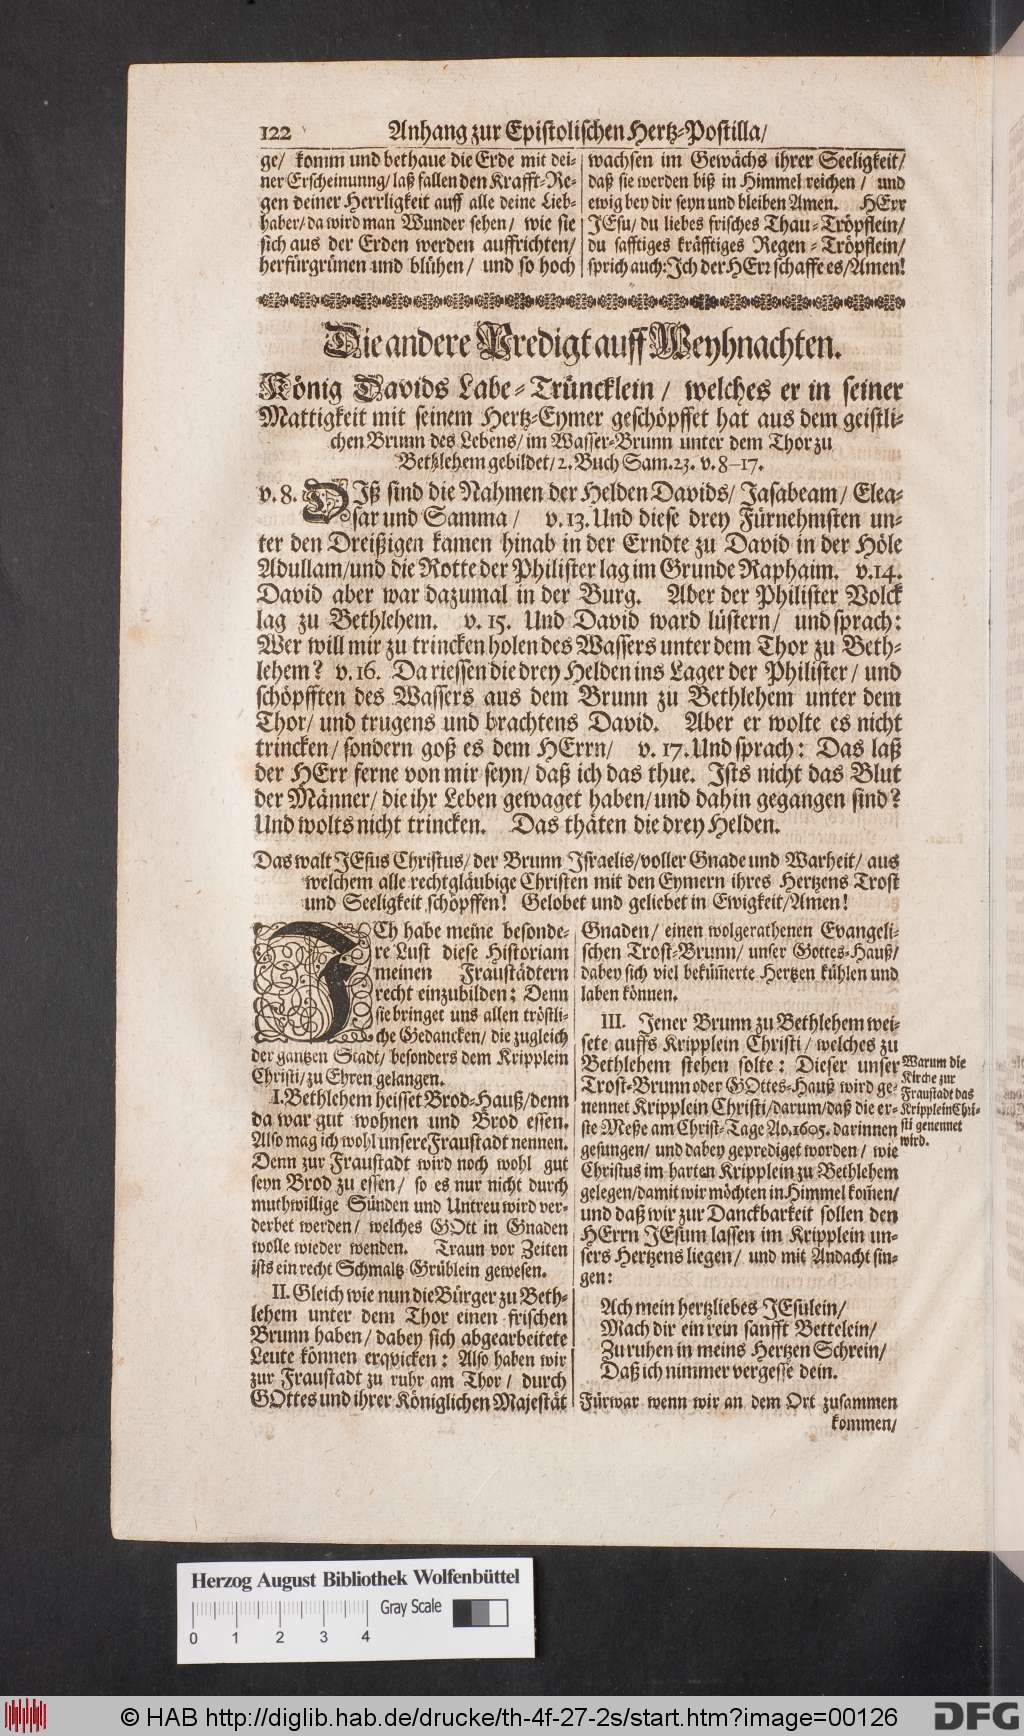 122 Anhang zur Epistolischen Hertz-Postilla/
ge/ komm und bethaue die Erde mit dei-
ner Erscheinunng/ laß fallen den Krafft-Re-
gen deiner Herrligkeit auff alle deine Lieb-
haber/ da wird man Wunder sehen/ wie sie
sich aus der Erden werden auffrichten/
herfürgrünen und blühen/ und so hoch
wachsen im Gewächs ihrer Seeligkeit/
daß sie werden biß in Himmel reichen/ und
ewig bey dir seyn und bleiben Amen. HErr
JEsu/ du liebes frisches Thau-Tröpflein/
du safftiges kräfftiges Regen-Tröpflein/
sprich auch: Ich der HErr schaffe es/ Amen!
Die andere Predigt auff Weyhnachten.
König Davids Labe-Trüncklein/ welches er in seiner
Mattigkeit mit seinem Hertz-Eymer geschöpffet hat aus dem geistli-
chen Brunn des Lebens/ im Wasser-Brunn unter dem Thor zu
Bethlehem gebildet/ 2. Buch Sam. 23. v. 8-17.
v. 8. DIß sind die Nahmen der Helden Davids/ Jasabeam/ Elea-
sar und Samma/ v. 13. Und diese drey Fürnehmsten un-
ter den Dreißigen kamen hinab in der Erndte zu David in der Höle
Adullam/ und die Rotte der Philister lag im Grunde Raphaim. v. 14.
David aber war dazumal in der Burg. Aber der Philister Volck
lag zu Bethlehem. v. 15. Und David ward lüstern/ und sprach:
Wer will mir zu trincken holen des Wassers unter dem Thor zu Beth-
lehem? v. 16. Da riessen die drey Helden ins Lager der Philister/ und
schöpfften des Wassers aus dem Brunn zu Bethlehem unter dem
Thor/ und trugens und brachtens David. Aber er wolte es nicht
trincken/ sondern goß es dem HErrn/ v. 17. Und sprach: Das laß
der HErr ferne von mir seyn/ daß ich das thue. Ists nicht das Blut
der Männer/ die ihr Leben gewaget haben/ und dahin gegangen sind?
Und wolts nicht trincken. Das thäten die drey Helden.
Das walt JEsus Christus/ der Brunn Israelis/ voller Gnade und Warheit/ aus
welchem alle rechtgläubige Christen mit den Eymern ihres Hertzens Trost
und Seeligkeit schöpffen! Gelobet und geliebet in Ewigkeit/ Amen!
ICh habe meine besonde-
re Lust diese Historiam
meinen Fraustädtern
recht einzubilden: Denn
sie bringet uns allen tröstli-
che Gedancken/ die zugleich
der gantzen Stadt/ besonders dem Kripplein
Christi/ zu Ehren gelangen.
I. Bethlehem heisset Brod-Hauß/ denn
da war gut wohnen und Brod essen.
Also mag ich wohl unsere Fraustadt nennen.
Denn zur Fraustadt wird noch wohl gut
seyn Brod zu essen/ so es nur nicht durch
muthwillige Sünden und Untreu wird ver-
derbet werden/ welches GOtt in Gnaden
wolle wieder wenden. Traun vor Zeiten
ists ein recht Schmaltz Grüblein gewesen.
II. Gleich wie nun die Bürger zu Beth-
lehem unter dem Thor einen frischen
Brunn haben/ dabey sich abgearbeitete
Leute können erqvicken: Also haben wir
zur Fraustadt zu ruhr am Thor/ durch
GOttes und ihrer Königlichen Majestät
Gnaden/ einen wolgerathenen Evangeli-
schen Trost-Brunn/ unser Gottes-Hauß/
dabey sich viel bekümerte Hertzen kühlen und
laben können.
III. Jener Brunn zu Bethlehem wei-
sete auffs Kripplein Christi/ welches zu
Bethlehem stehen solte: Dieser unser
Trost-Brunn oder GOttes-Hauß wird ge-
nennet Kripplein Christi/ darum/ daß die er-
ste Meße am Christ-Tage Ao. 1605. darinnen
gesungen/ und dabey geprediget worden/ wie
Christus im harten Kripplein zu Bethlehem
gelegen/ damit wir möchten in Himmel kom̃en/
und daß wir zur Danckbarkeit sollen den
HErrn JEsum lassen im Kripplein un-
sers Hertzens liegen/ und mit Andacht sin-
gen:
Ach mein hertzliebes JEsulein/
Mach dir ein rein sanfft Bettelein/
Zu ruhen in meins Hertzen Schrein/
Daß ich nimmer vergesse dein.
Fürwar wenn wir an dem Ort zusammen
kommen/
Warum die
Kirche zur
Fraustadt das
Kripplein Chri-
sti genennet
wird.
Herzog August Bibliothek Wolfenbüttel
Gray Scale
0 1 2 3 4
© HAB http://diglib.hab.de/drucke/th-4f-27-2s/start.htm?image=00126
DFG